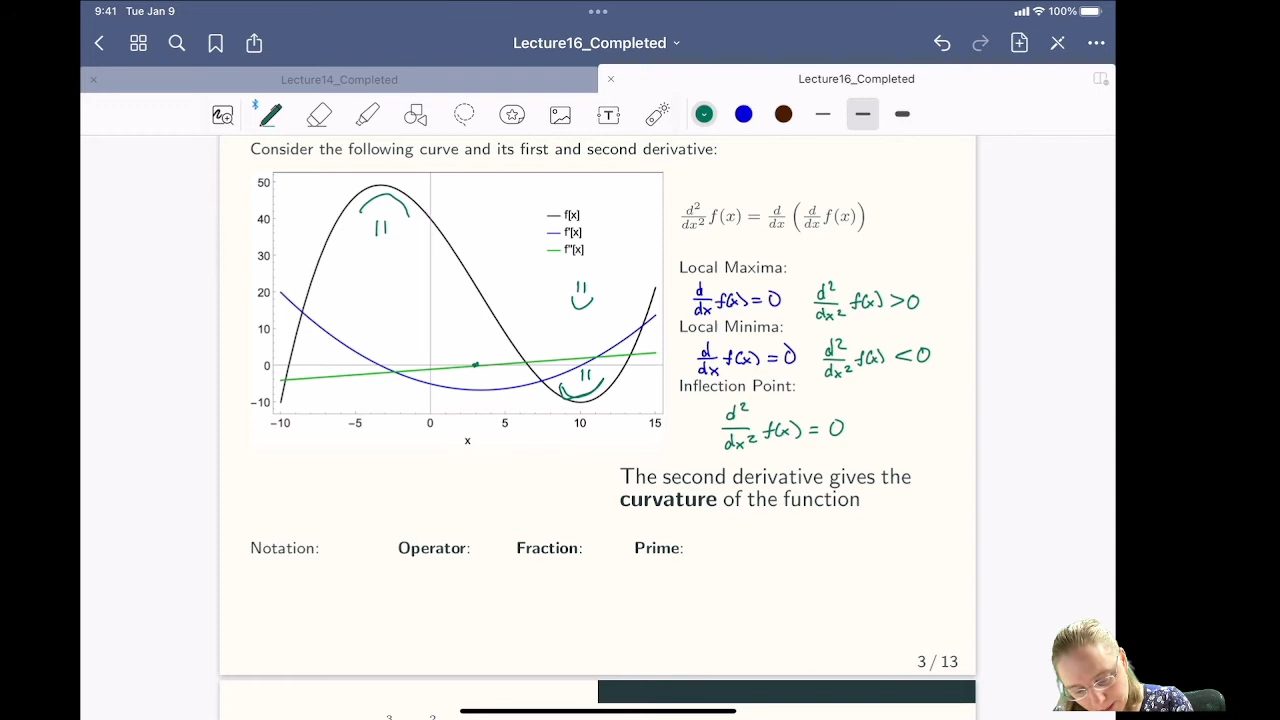 9:41 Tue Jan 9
100%
Lecture16_Completed
Lecture14_Completed
Lecture16_Completed
T
Consider the following curve and its first and second derivative:
50
40
30
20
10
0
−10
−10 −5 0 5 10 15
x
f[x]
f'[x]
f''[x]
d²/dx² f(x) = d/dx (d/dx f(x))
Local Maxima:
d/dx f(x) = 0 d²/dx² f(x) > 0
Local Minima:
d/dx f(x) = 0 d²/dx² f(x) < 0
Inflection Point:
d²/dx² f(x) = 0
The second derivative gives the
curvature of the function
Notation: Operator: Fraction: Prime:
3 / 13
3 2